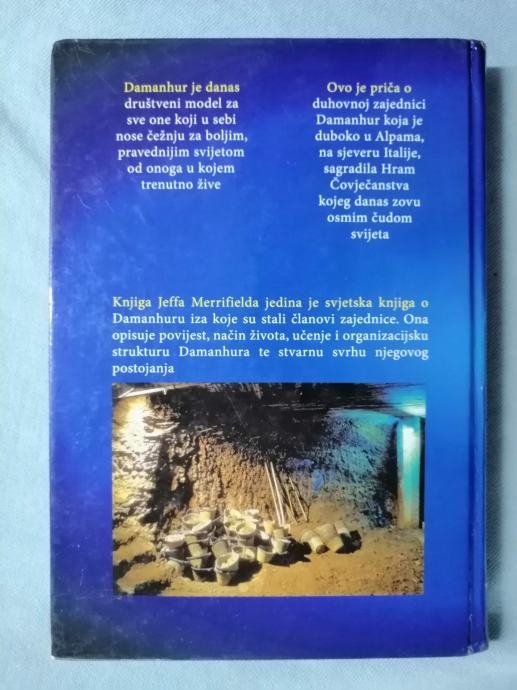 Damanhur je danas
društveni model za
sve one koji u sebi
nose čežnju za boljim,
pravednijim svijetom
od onoga u kojem
trenutno žive
Ovo je priča o
duhovnoj zajednici
Damanhur koja je
duboko u Alpama,
na sjeveru Italije,
sagradila Hram
Čovječanstva
kojeg danas zovu
osmim čudom
svijeta
Knjiga Jeffa Merrifielda jedina je svjetska knjiga o
Damanhuru iza koje su stali članovi zajednice. Ona
opisuje povijest, način života, učenje i organizacijsku
strukturu Damanhura te stvarnu svrhu njegovog
postojanja